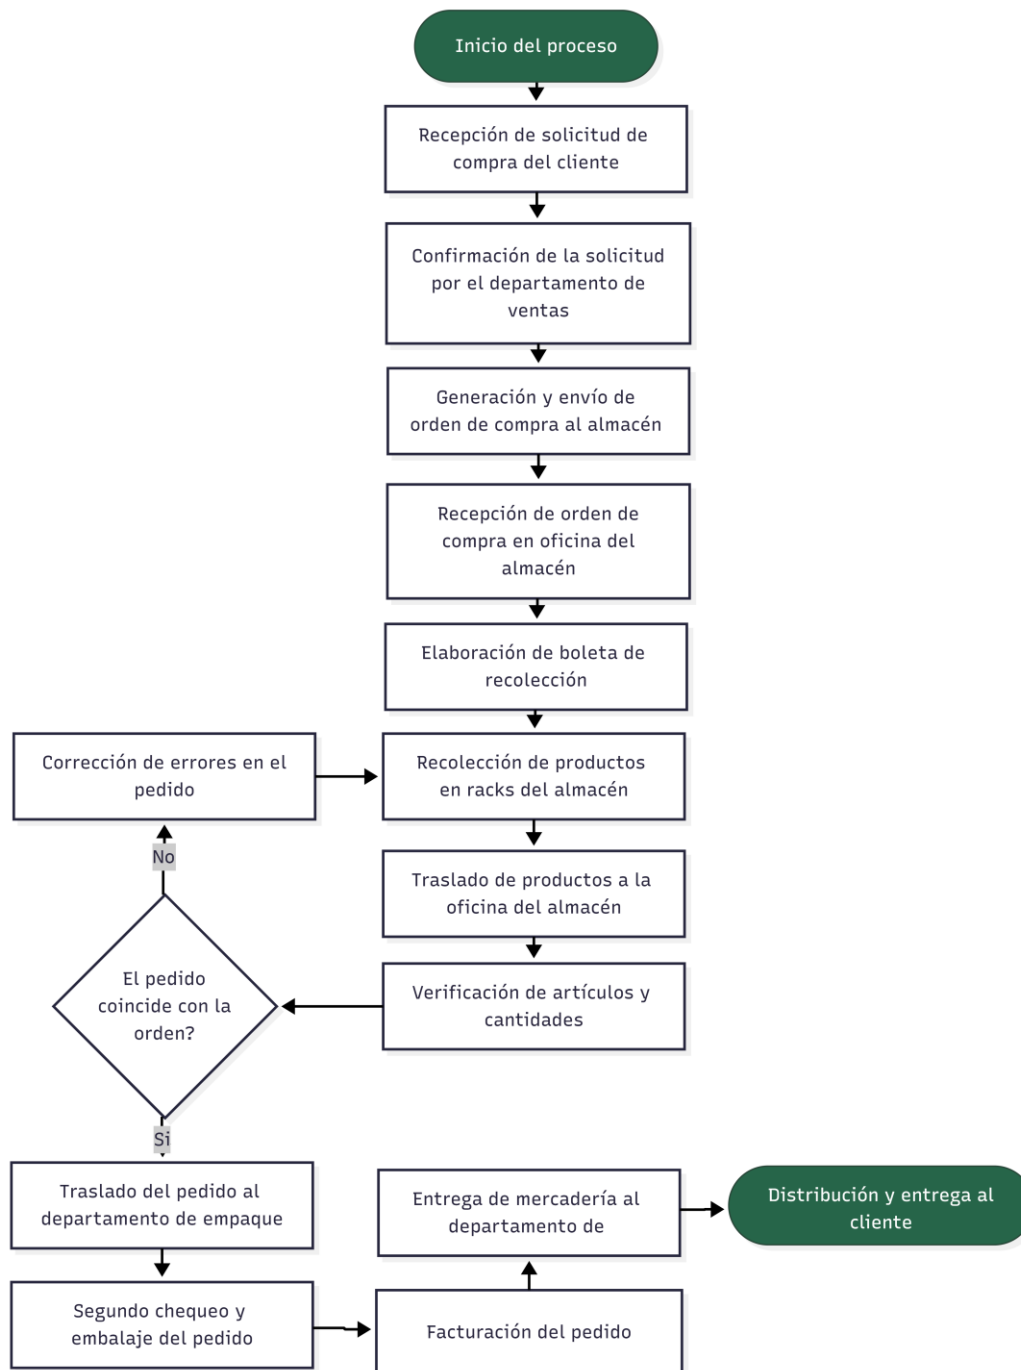 Inicio del proceso
Recepción de solicitud de
compra del cliente
Confirmación de la solicitud
por el departamento de
ventas
Generación y envío de
orden de compra al almacén
Recepción de orden de
compra en oficina del
almacén
Elaboración de boleta de
recolección
Corrección de errores en el
pedido
Recolección de productos
en racks del almacén
No
Traslado de productos a la
oficina del almacén
El pedido
coincide con la
orden?
Verificación de artículos y
cantidades
Si
Traslado del pedido al
departamento de empaque
Entrega de mercadería al
departamento de
Distribución y entrega al
cliente
Segundo chequeo y
embalaje del pedido
Facturación del pedido